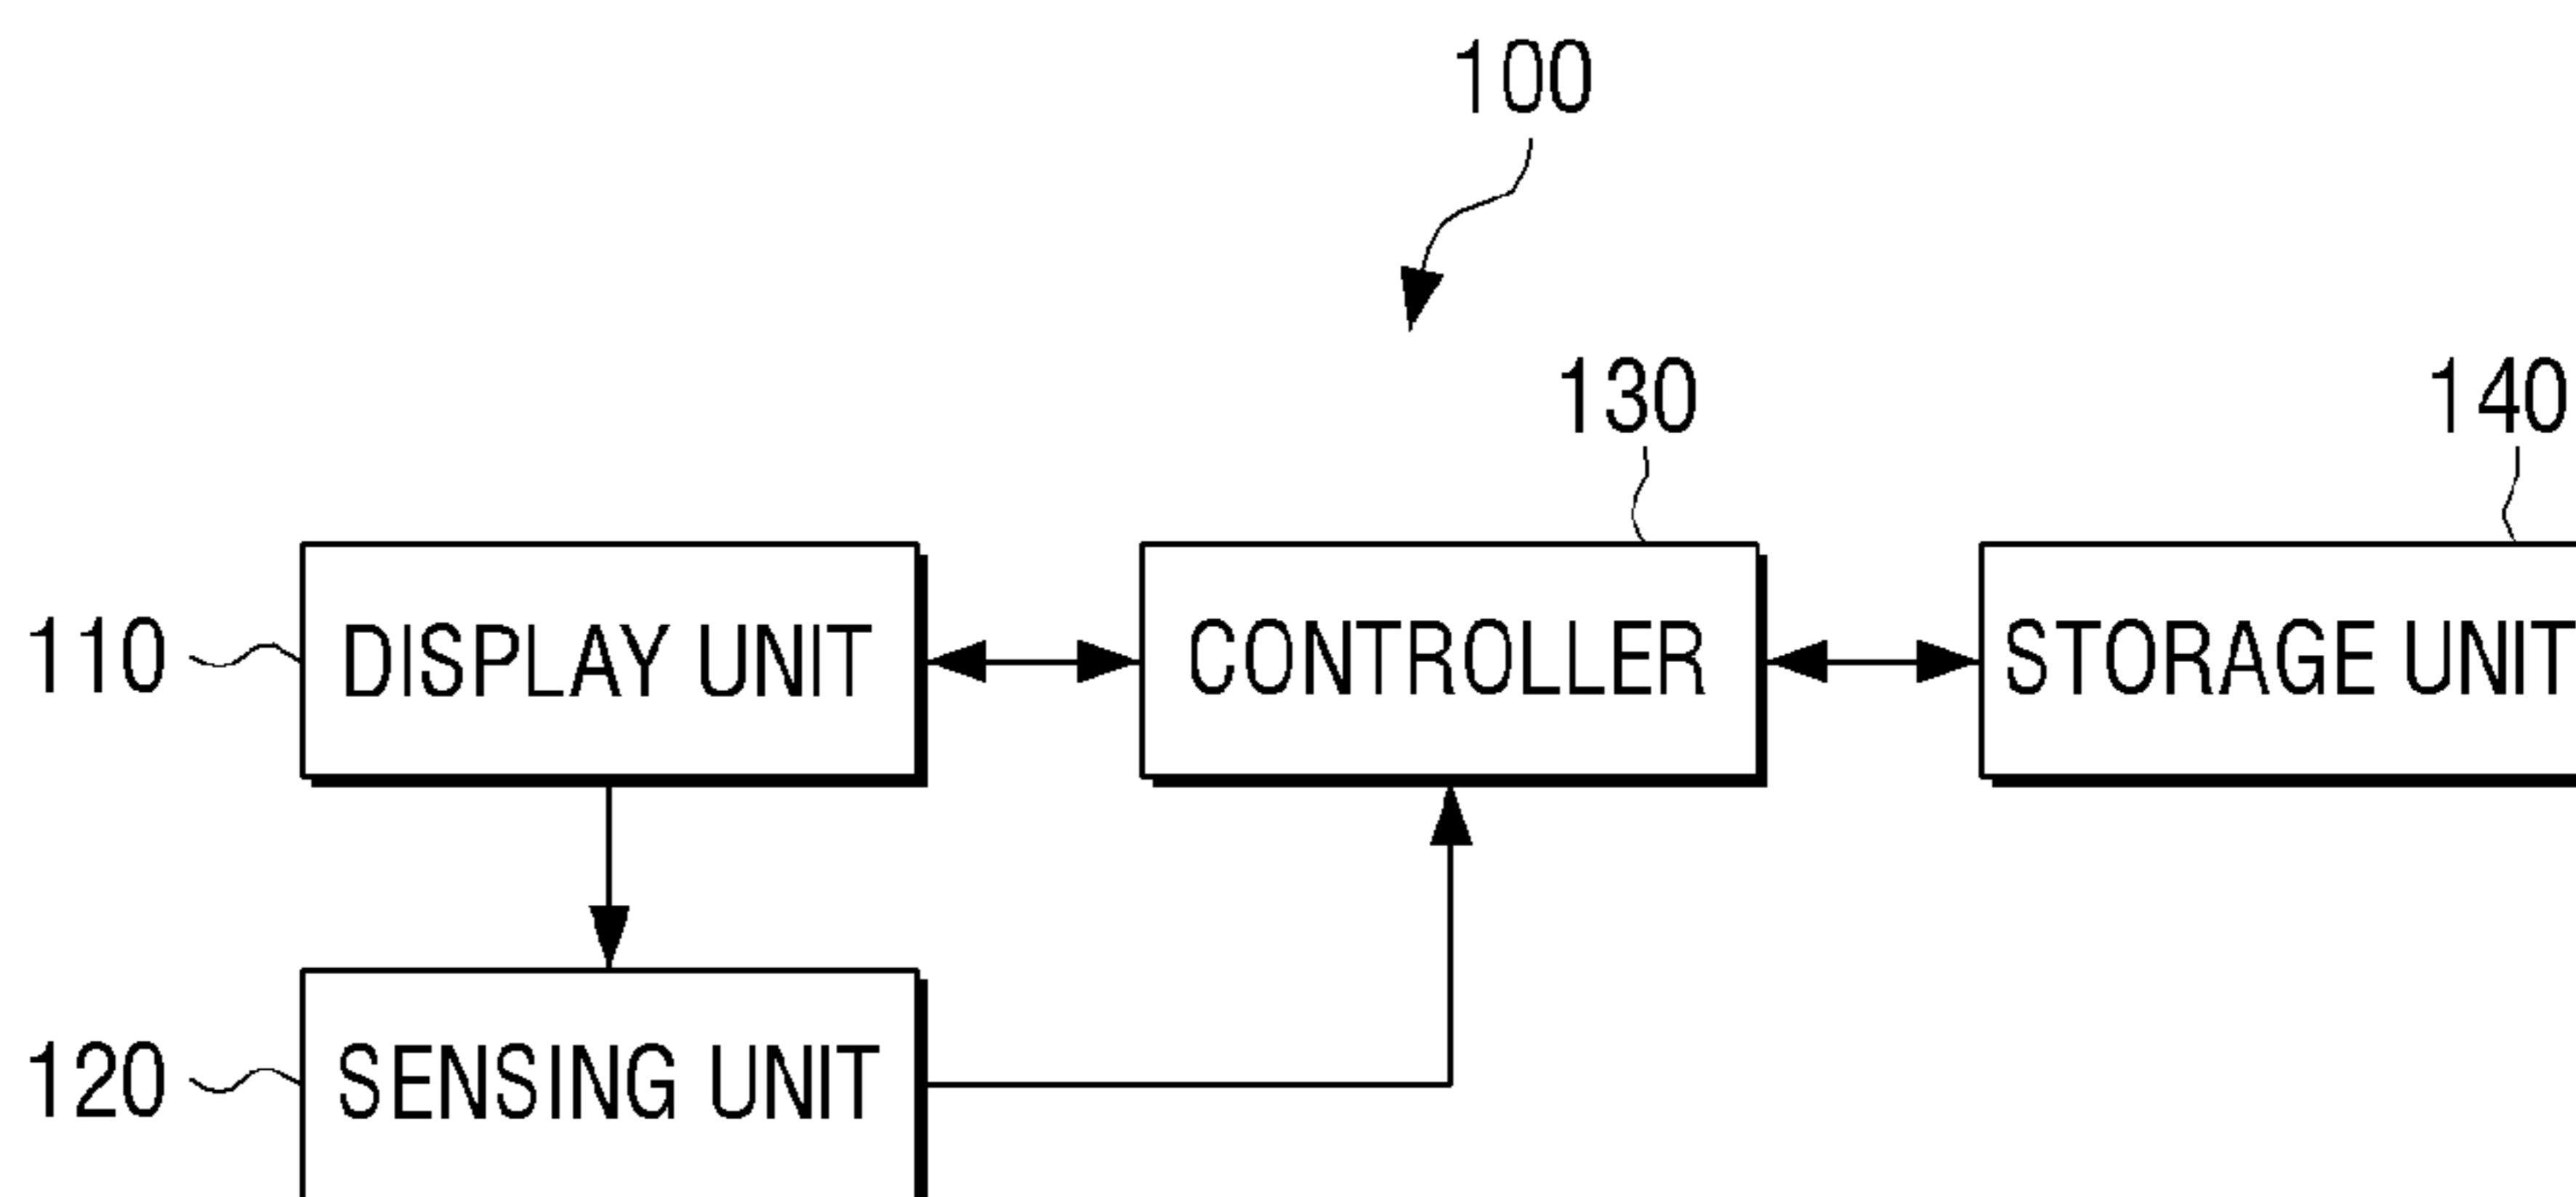 100
130
140
110
DISPLAY UNIT
CONTROLLER
STORAGE UNIT
120
SENSING UNIT